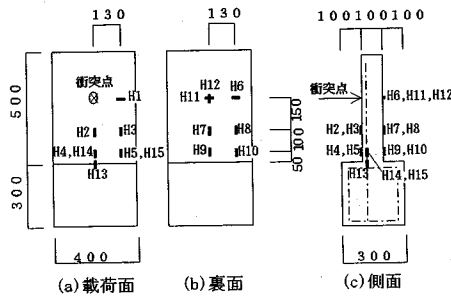 130
130
100100100
500
300
衝突点
H1
H2
H3
H4,H14
H5,H15
H13
400
H12
H11
H6
H7
H8
H9
H10
150
100
50
衝突点
H6,H11,H12
H2,H3
H7,H8
H4,H5
H9,H10
H13
H14,H15
300
(a)載荷面
(b)裏面
(c)側面